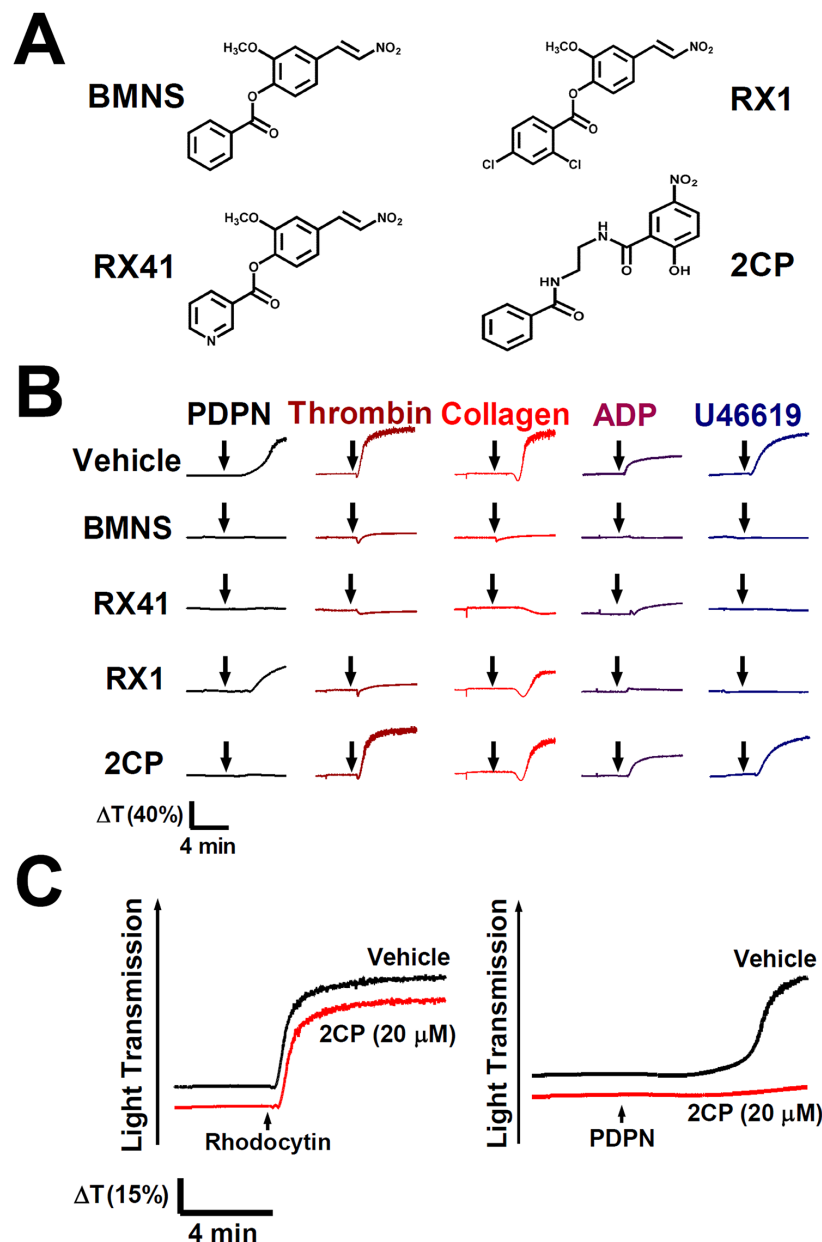 A
BMNS
H₃CO
NO₂
O
O
RX1
H₃CO
NO₂
O
O
Cl
Cl
RX41
H₃CO
NO₂
O
O
N
2CP
NO₂
H
N
O
OH
HN
O
B
PDPN Thrombin Collagen ADP U46619
Vehicle
BMNS
RX41
RX1
2CP
ΔT (40%)
4 min
C
Light Transmission
Vehicle
2CP (20 μM)
Rhodocytin
Light Transmission
Vehicle
2CP (20 μM)
PDPN
ΔT (15%)
4 min